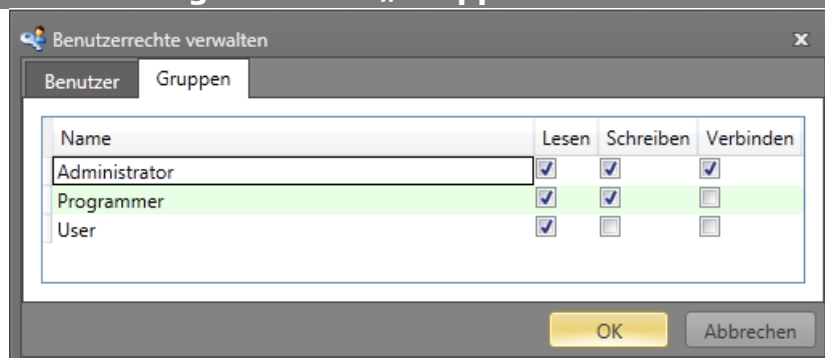 Benutzerrechte verwalten
Benutzer Gruppen
Name Lesen Schreiben Verbinden
Administrator
Programmer
User
OK Abbrechen